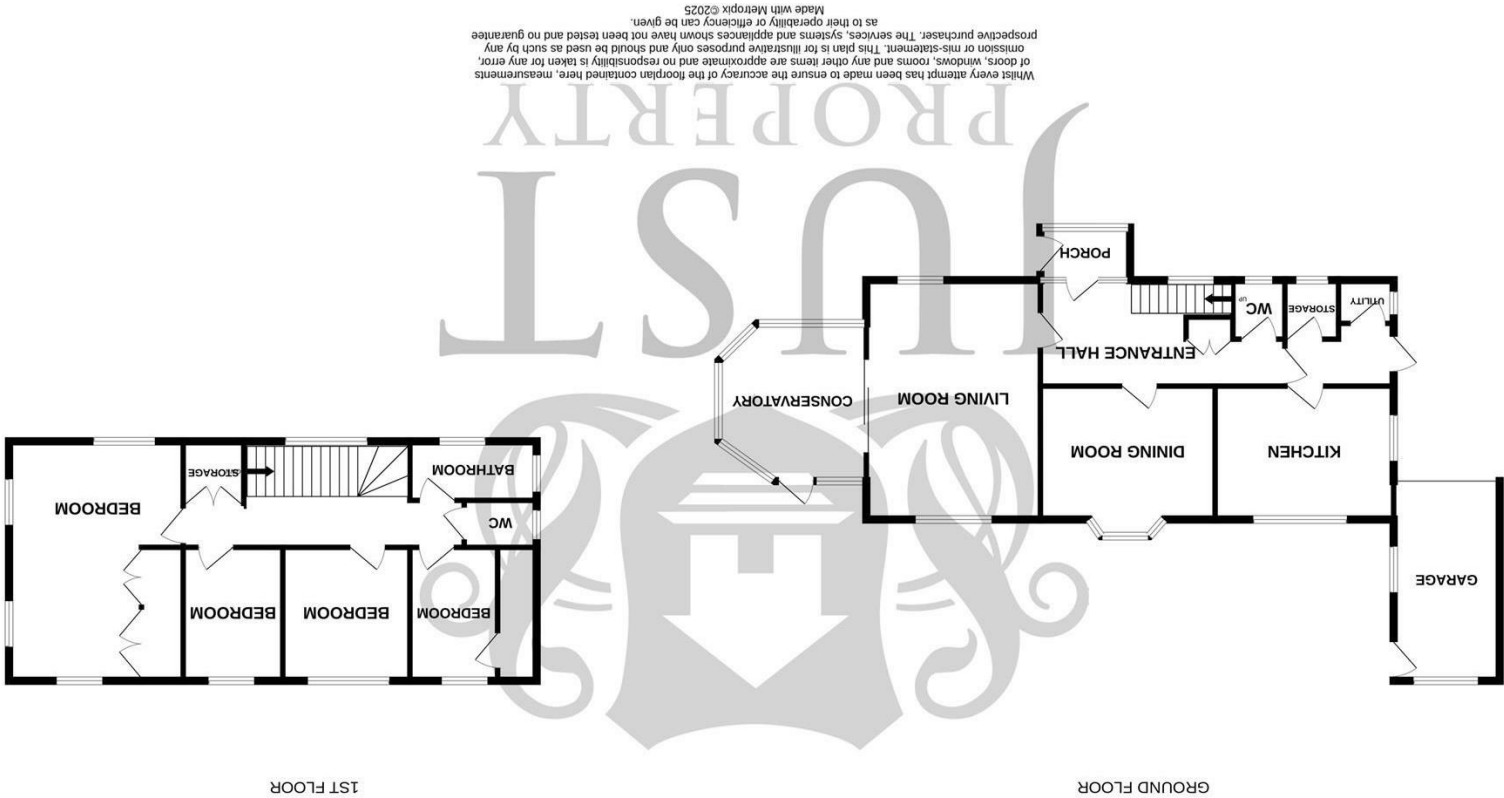 GROUND FLOOR
1ST FLOOR
GARAGE
KITCHEN
DINING ROOM
LIVING ROOM
CONSERVATORY
ENTRANCE HALL
UTILITY
STORAGE
WC
UP
PORCH
BEDROOM
BEDROOM
BEDROOM
BEDROOM
WC
BATHROOM
STORAGE
JUST
PROPERTY
Whilst every attempt has been made to ensure the accuracy of the floorplan contained here, measurements
of doors, windows, rooms and any other items are approximate and no responsibility is taken for any error,
omission or mis-statement. This plan is for illustrative purposes only and should be used as such by any
prospective purchaser. The services, systems and appliances shown have not been tested and no guarantee
as to their operability or efficiency can be given.
Made with Metropix ©2025